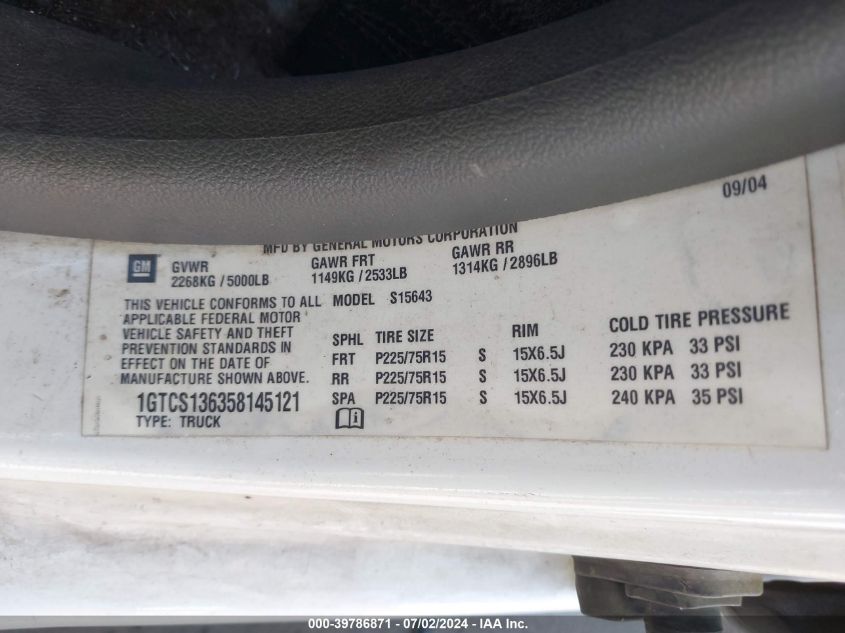 09/04
MFD BY GENERAL MOTORS CORPORATION
GM GVWR GAWR FRT GAWR RR
2268KG / 5000LB 1149KG / 2533LB 1314KG / 2896LB
THIS VEHICLE CONFORMS TO ALL MODEL S15643
APPLICABLE FEDERAL MOTOR
VEHICLE SAFETY AND THEFT SPHL TIRE SIZE RIM COLD TIRE PRESSURE
PREVENTION STANDARDS IN FRT P225/75R15 S 15X6.5J 230 KPA 33 PSI
EFFECT ON THE DATE OF RR P225/75R15 S 15X6.5J 230 KPA 33 PSI
MANUFACTURE SHOWN ABOVE. SPA P225/75R15 S 15X6.5J 240 KPA 35 PSI
1GTCS136358145121
TYPE: TRUCK
000-39786871 - 07/02/2024 - IAA Inc.